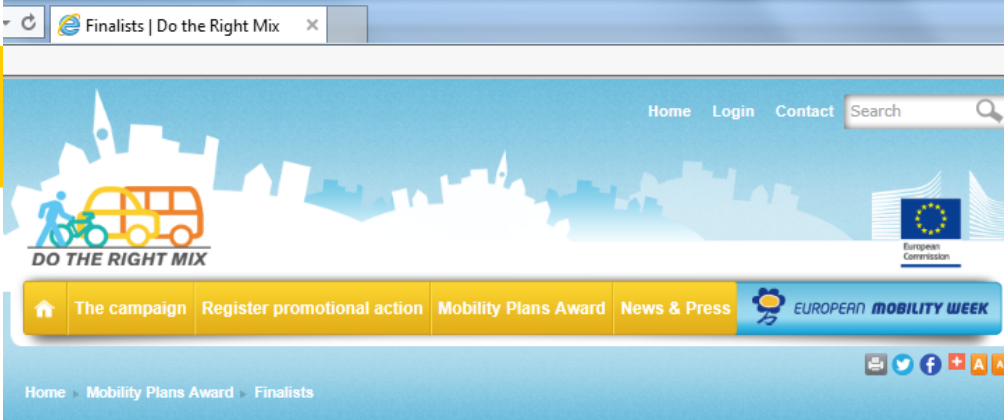 Finalists | Do the Right Mix
Home Login Contact Search
DO THE RIGHT MIX
European
Commission
The campaign Register promotional action Mobility Plans Award News & Press EUROPEAN MOBILITY WEEK
A A
Home Mobility Plans Award Finalists